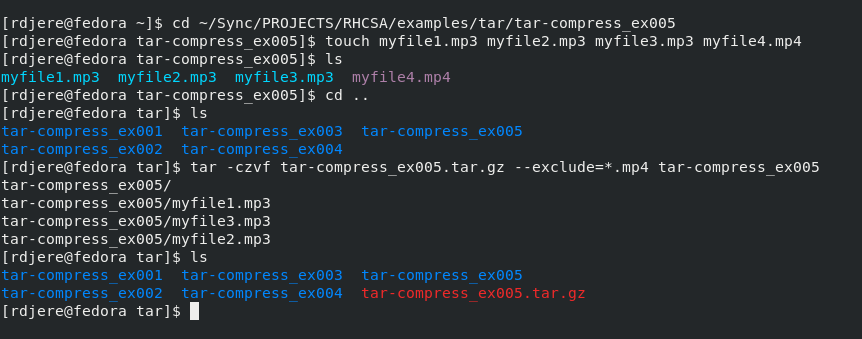 [rdjere@fedora ~]$ cd ~/Sync/PROJECTS/RHCSA/examples/tar/tar-compress_ex005
[rdjere@fedora tar-compress_ex005]$ touch myfile1.mp3 myfile2.mp3 myfile3.mp3 myfile4.mp4
[rdjere@fedora tar-compress_ex005]$ ls
myfile1.mp3  myfile2.mp3  myfile3.mp3  myfile4.mp4
[rdjere@fedora tar-compress_ex005]$ cd ..
[rdjere@fedora tar]$ ls
tar-compress_ex001  tar-compress_ex003  tar-compress_ex005
tar-compress_ex002  tar-compress_ex004
[rdjere@fedora tar]$ tar -czvf tar-compress_ex005.tar.gz --exclude=*.mp4 tar-compress_ex005
tar-compress_ex005/
tar-compress_ex005/myfile1.mp3
tar-compress_ex005/myfile3.mp3
tar-compress_ex005/myfile2.mp3
[rdjere@fedora tar]$ ls
tar-compress_ex001  tar-compress_ex003  tar-compress_ex005
tar-compress_ex002  tar-compress_ex004  tar-compress_ex005.tar.gz
[rdjere@fedora tar]$